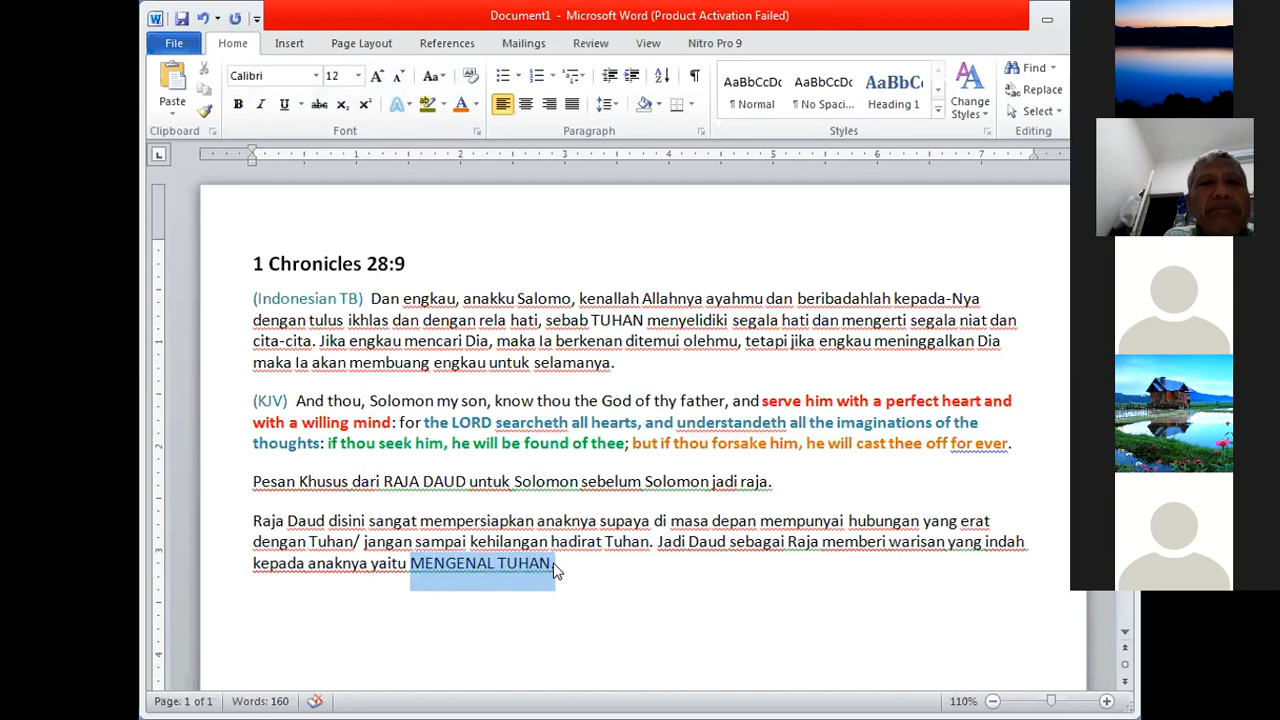 Document1 - Microsoft Word (Product Activation Failed)
File Home Insert Page Layout References Mailings Review View Nitro Pro 9
Calibri 12
AaBbCcDc AaBbCcDc AaBbC
Find
Paste
Replace
¶ Normal ¶ No Spaci... Heading 1
Change Styles
Select
Clipboard Font Paragraph Styles Editing
1 2 3 4 5 6 7
1 Chronicles 28:9
(Indonesian TB) Dan engkau, anakku Salomo, kenallah Allahnya ayahmu dan beribadahlah kepada-Nya
dengan tulus ikhlas dan dengan rela hati, sebab TUHAN menyelidiki segala hati dan mengerti segala niat dan
cita-cita. Jika engkau mencari Dia, maka Ia berkenan ditemui olehmu, tetapi jika engkau meninggalkan Dia
maka Ia akan membuang engkau untuk selamanya.
(KJV) And thou, Solomon my son, know thou the God of thy father, and serve him with a perfect heart and
with a willing mind: for the LORD searcheth all hearts, and understandeth all the imaginations of the
thoughts: if thou seek him, he will be found of thee; but if thou forsake him, he will cast thee off for ever.
Pesan Khusus dari RAJA DAUD untuk Solomon sebelum Solomon jadi raja.
Raja Daud disini sangat mempersiapkan anaknya supaya di masa depan mempunyai hubungan yang erat
dengan Tuhan/ jangan sampai kehilangan hadirat Tuhan. Jadi Daud sebagai Raja memberi warisan yang indah
kepada anaknya yaitu MENGENAL TUHAN.
Page: 1 of 1 Words: 160 110%